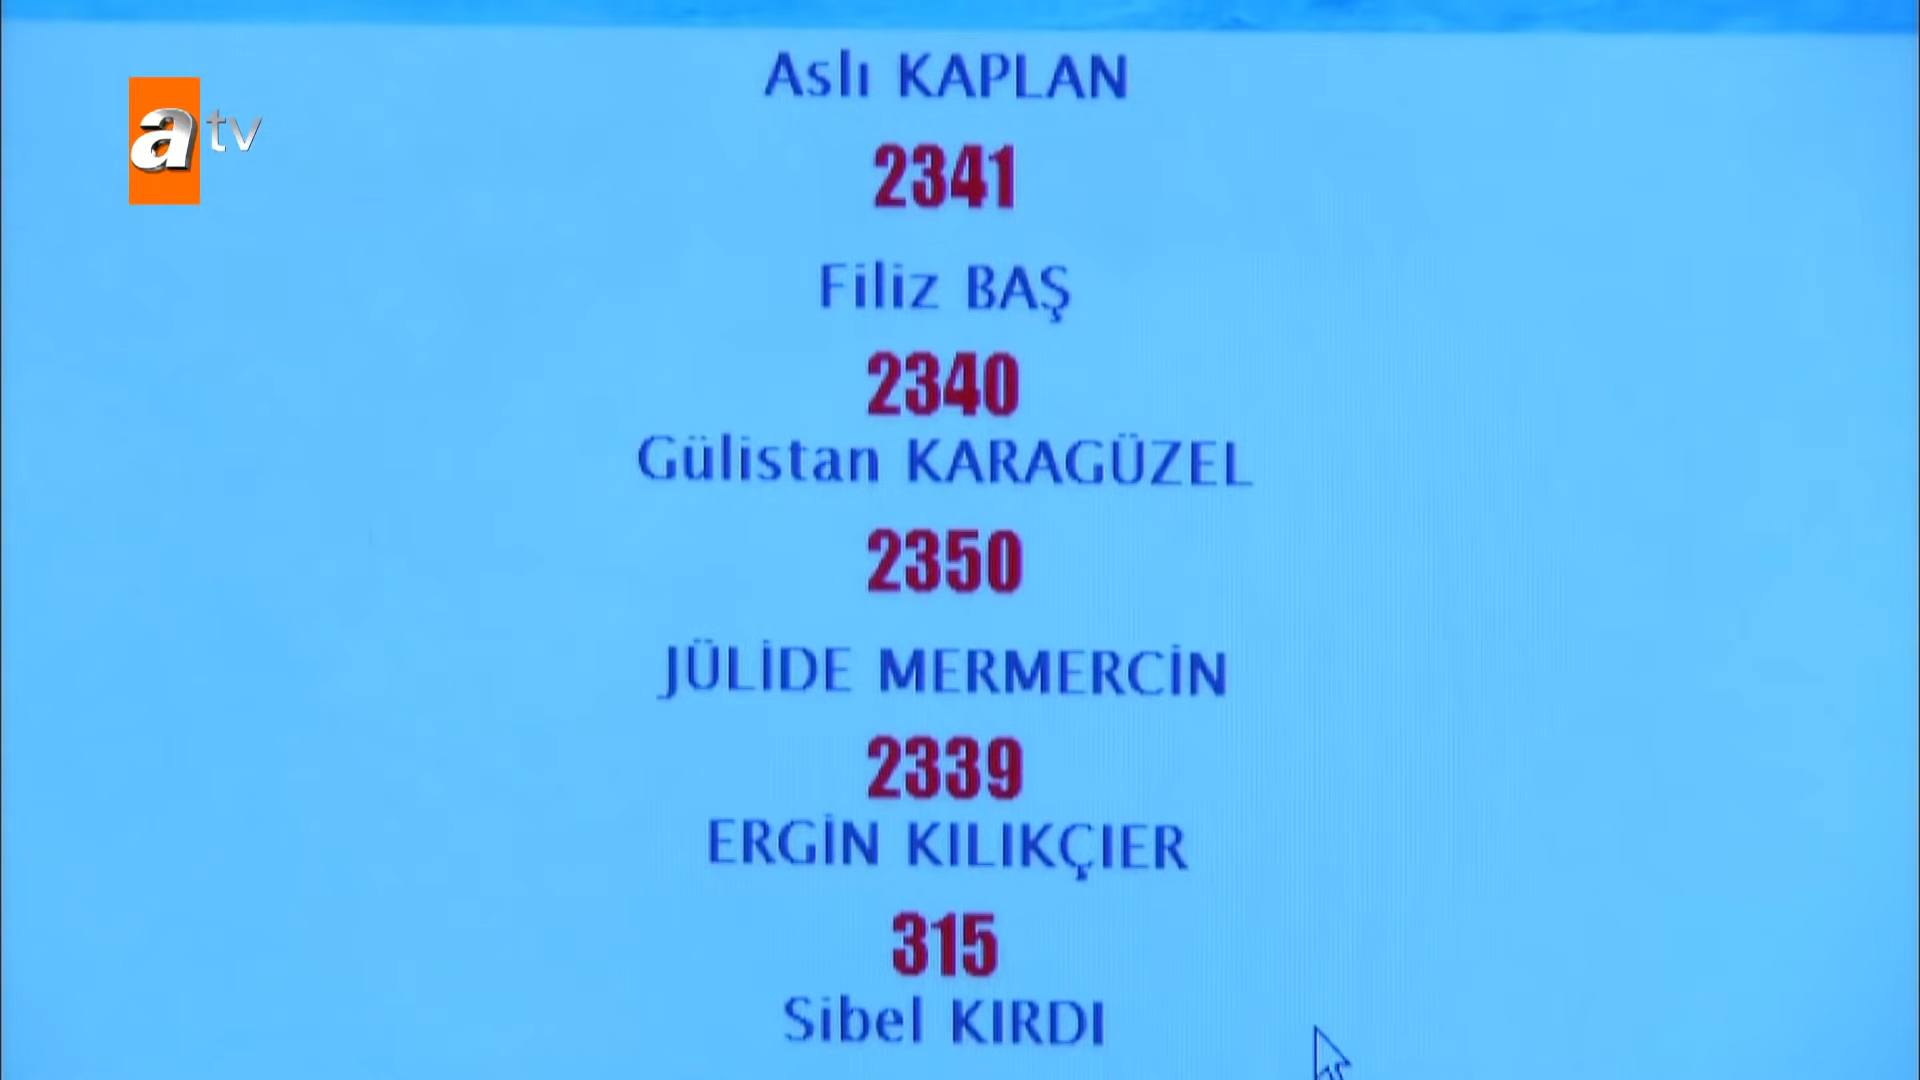 Aslı KAPLAN
atv
2341
Filiz BAŞ
2340
Gülistan KARAGÜZEL
2350
JÜLİDE MERMERCİN
2339
ERGİN KILIKÇIER
315
Sibel KIRDI